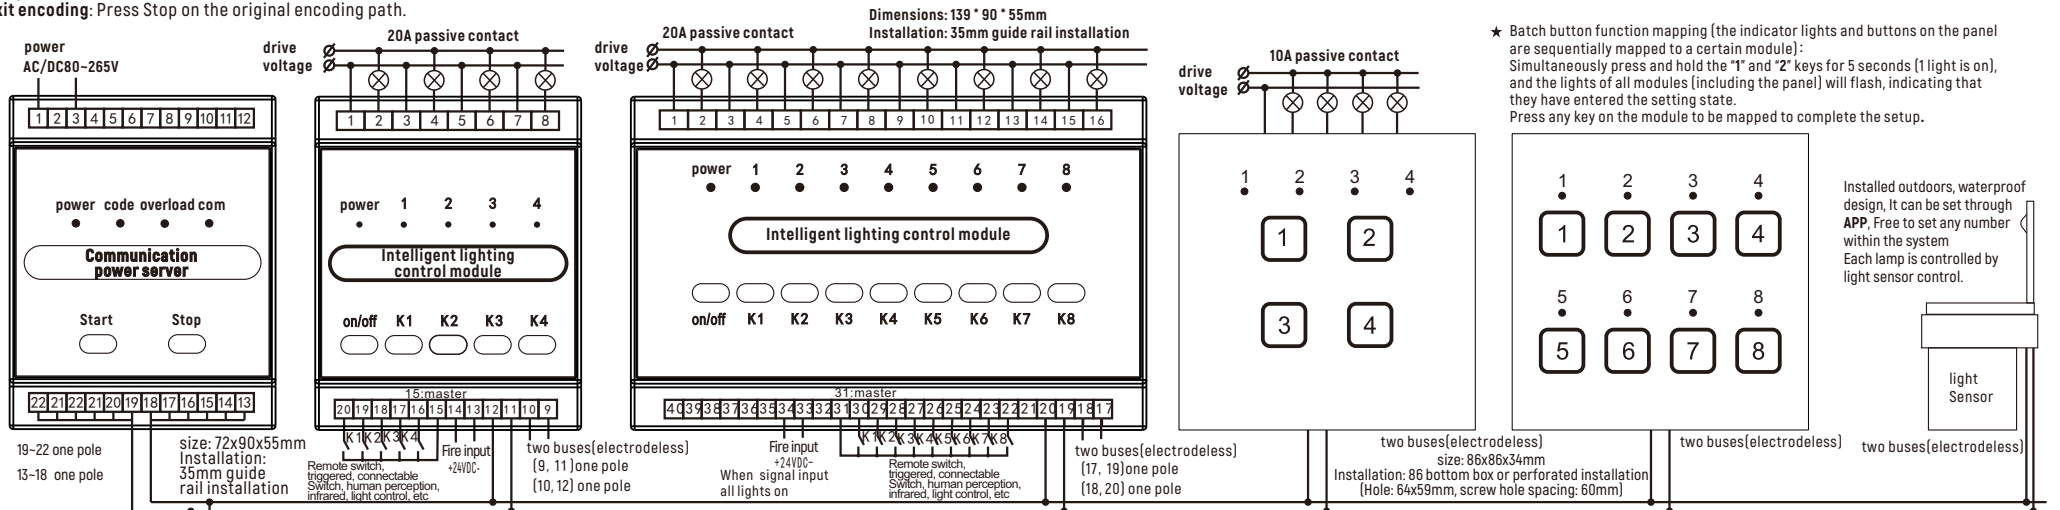 xit encoding: Press Stop on the original encoding path.
power
AC/DC80~265V
1 2 3 4 5 6 7 8 9 10 11 12
power code overload com
Communication
power server
Start Stop
22 21 22 21 20 19 18 17 16 15 14 13
19~22 one pole
13~18 one pole
size: 72x90x55mm
Installation:
35mm guide
rail installation
drive
voltage
20A passive contact
1 2 3 4 5 6 7 8
power 1 2 3 4
Intelligent lighting
control module
on/off K1 K2 K3 K4
15:master
20 19 18 17 16 15 14 13 12 11 10 9
K1 K2 K3 K4
Fire input
+24VDC-
Remote switch,
triggered, connectable
Switch, human perception,
infrared, light control, etc
two buses(electrodeless)
(9, 11)one pole
(10, 12) one pole
Dimensions: 139 * 90 * 55mm
Installation: 35mm guide rail installation
drive
voltage
20A passive contact
1 2 3 4 5 6 7 8 9 10 11 12 13 14 15 16
power 1 2 3 4 5 6 7 8
Intelligent lighting control module
on/off K1 K2 K3 K4 K5 K6 K7 K8
31:master
40 39 38 37 36 35 34 33 32 31 30 29 28 27 26 25 24 23 22 21 20 19 18 17
K1 K2 K3 K4 K5 K6 K7 K8
Fire input
+24VDC-
When signal input
all lights on
Remote switch,
triggered, connectable
Switch, human perception,
infrared, light control, etc
two buses(electrodeless)
(17, 19)one pole
(18, 20) one pole
10A passive contact
drive
voltage
1 2 3 4
1 2
3 4
two buses(electrodeless)
size: 86x86x34mm
Installation: 86 bottom box or perforated installation
(Hole: 64x59mm, screw hole spacing: 60mm)
★ Batch button function mapping (the indicator lights and buttons on the panel
are sequentially mapped to a certain module):
Simultaneously press and hold the "1" and "2" keys for 5 seconds (1 light is on),
and the lights of all modules (including the panel) will flash, indicating that
they have entered the setting state.
Press any key on the module to be mapped to complete the setup.
1 2 3 4
1 2 3 4
5 6 7 8
5 6 7 8
two buses(electrodeless)
Installed outdoors, waterproof
design, It can be set through
APP, Free to set any number
within the system
Each lamp is controlled by
light sensor control.
light
Sensor
two buses(electrodeless)